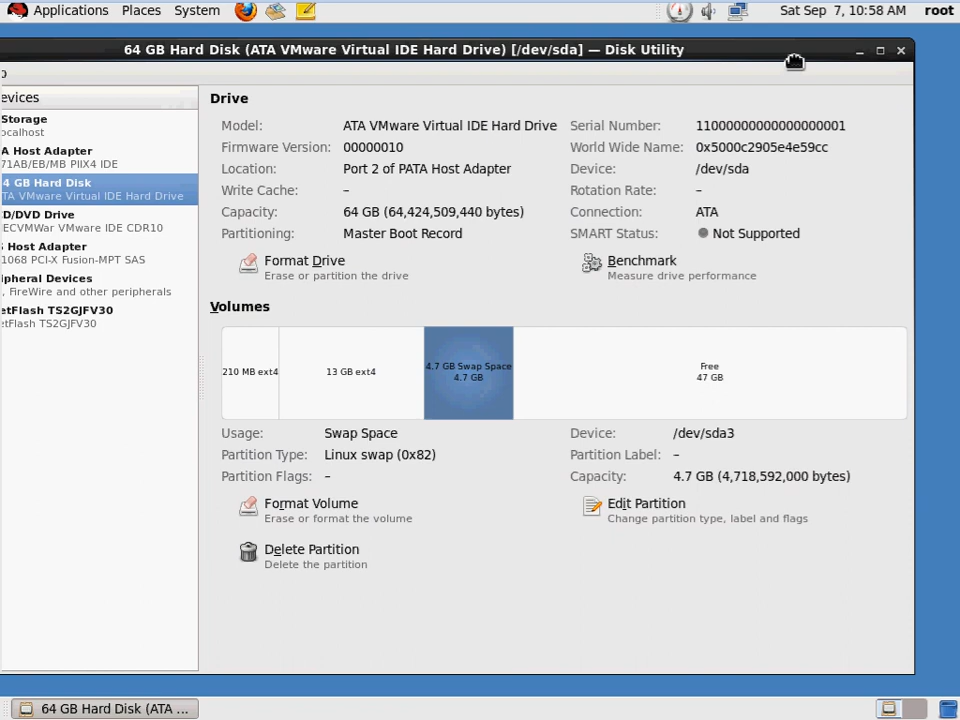 Applications Places System Sat Sep 7, 10:58 AM root
64 GB Hard Disk (ATA VMware Virtual IDE Hard Drive) [/dev/sda] — Disk Utility
evices
Storage
ocalhost
A Host Adapter
71AB/EB/MB PIIX4 IDE
4 GB Hard Disk
TA VMware Virtual IDE Hard Drive
D/DVD Drive
ECVMWar VMware IDE CDR10
Host Adapter
1068 PCI-X Fusion-MPT SAS
ipheral Devices
, FireWire and other peripherals
etFlash TS2GJFV30
etFlash TS2GJFV30
Drive
Model: ATA VMware Virtual IDE Hard Drive Serial Number: 11000000000000000001
Firmware Version: 00000010 World Wide Name: 0x5000c2905e4e59cc
Location: Port 2 of PATA Host Adapter Device: /dev/sda
Write Cache: – Rotation Rate: –
Capacity: 64 GB (64,424,509,440 bytes) Connection: ATA
Partitioning: Master Boot Record SMART Status: Not Supported
Format Drive Benchmark
Erase or partition the drive Measure drive performance
Volumes
210 MB ext4 13 GB ext4 4.7 GB Swap Space Free
4.7 GB 47 GB
Usage: Swap Space Device: /dev/sda3
Partition Type: Linux swap (0x82) Partition Label: –
Partition Flags: – Capacity: 4.7 GB (4,718,592,000 bytes)
Format Volume Edit Partition
Erase or format the volume Change partition type, label and flags
Delete Partition
Delete the partition
64 GB Hard Disk (ATA ...